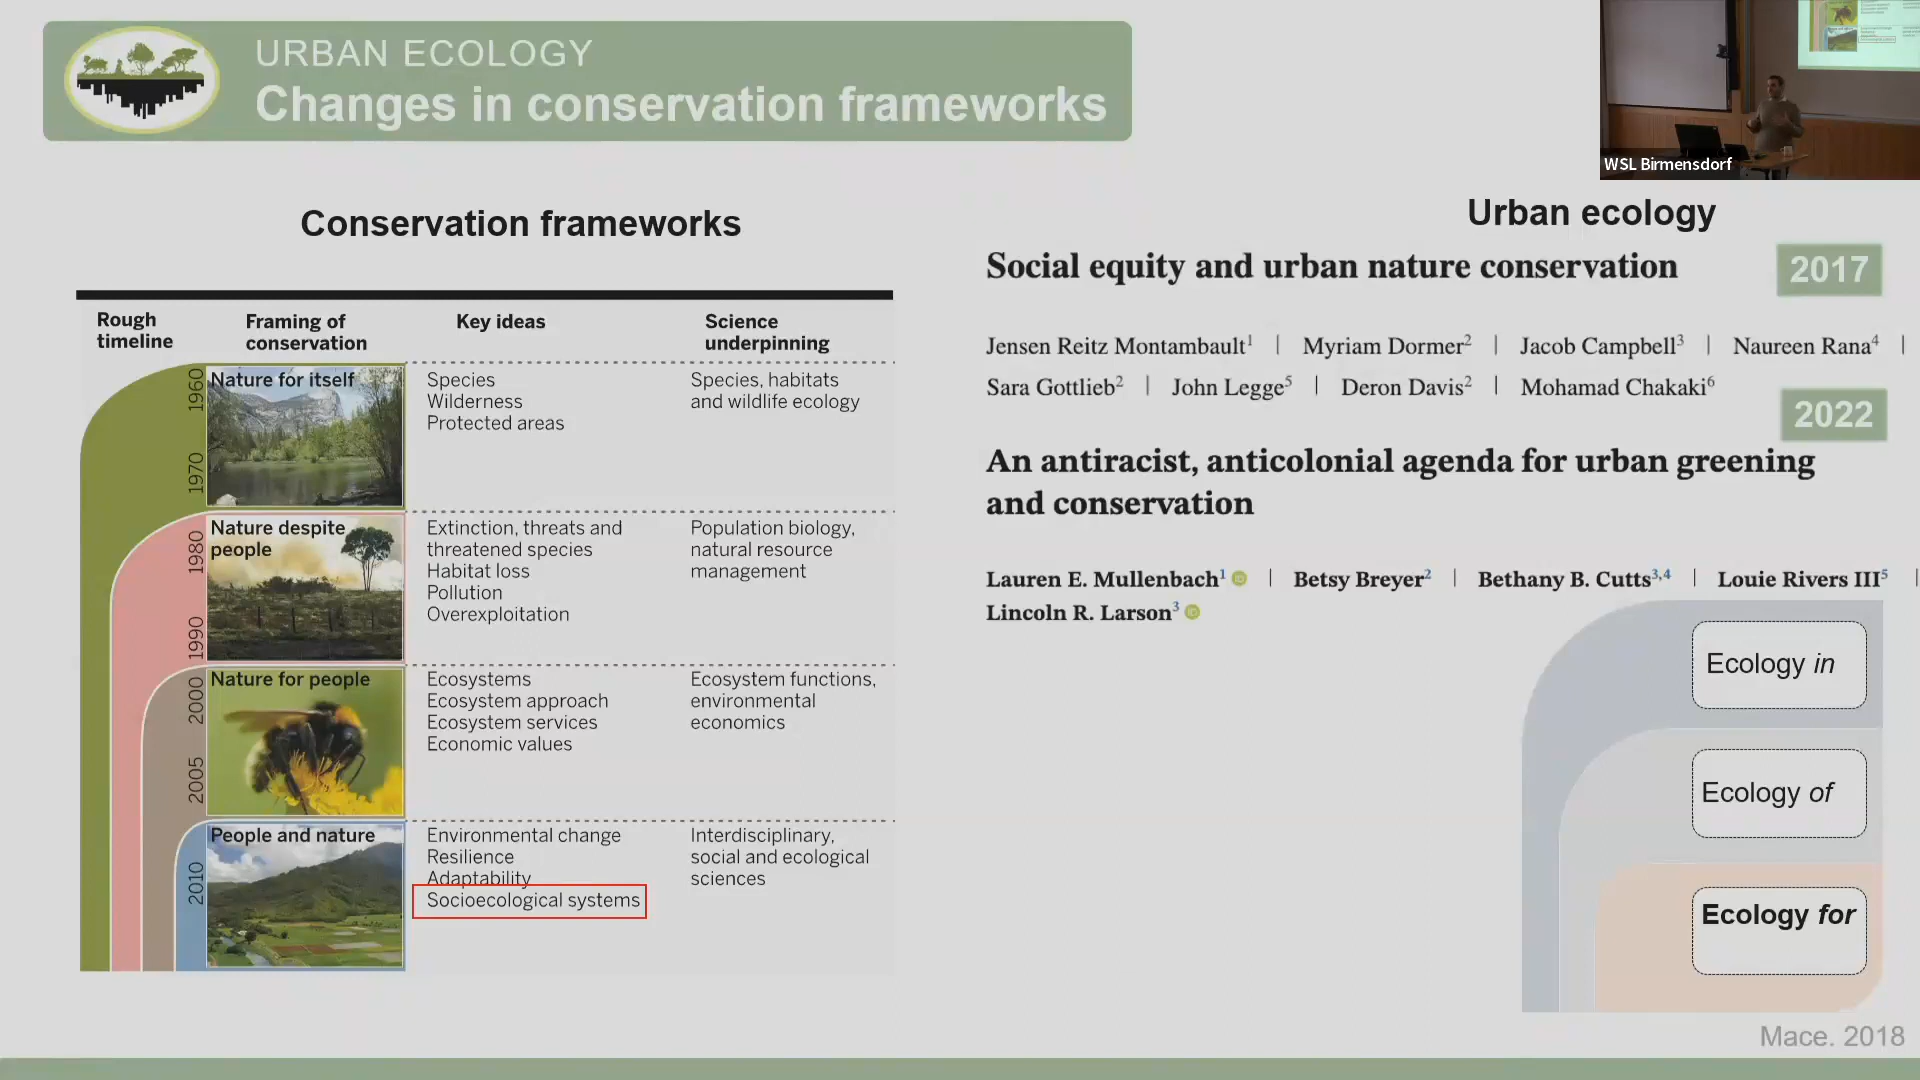 URBAN ECOLOGY
Changes in conservation frameworks
WSL Birmensdorf
Conservation frameworks
Rough timeline
Framing of conservation
Key ideas
Science underpinning
1960
1970
Nature for itself
Species
Wilderness
Protected areas
Species, habitats
and wildlife ecology
1980
1990
Nature despite
people
Extinction, threats and
threatened species
Habitat loss
Pollution
Overexploitation
Population biology,
natural resource
management
2000
2005
Nature for people
Ecosystems
Ecosystem approach
Ecosystem services
Economic values
Ecosystem functions,
environmental
economics
2010
People and nature
Environmental change
Resilience
Adaptability
Socioecological systems
Interdisciplinary,
social and ecological
sciences
Urban ecology
Social equity and urban nature conservation
2017
Jensen Reitz Montambault1 | Myriam Dormer2 | Jacob Campbell3 | Naureen Rana4 |
Sara Gottlieb2 | John Legge5 | Deron Davis2 | Mohamad Chakaki6
2022
An antiracist, anticolonial agenda for urban greening
and conservation
Lauren E. Mullenbach1 iD | Betsy Breyer2 | Bethany B. Cutts3,4 | Louie Rivers III5 |
Lincoln R. Larson3 iD
Ecology in
Ecology of
Ecology for
Mace. 2018